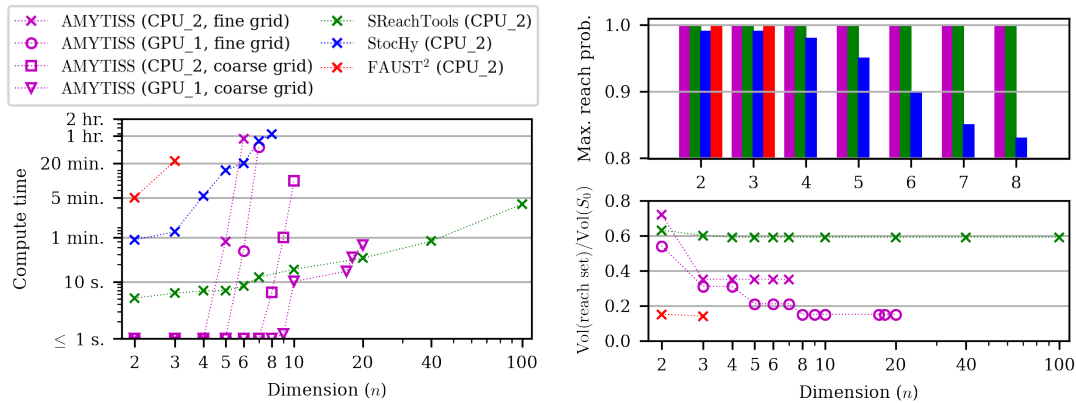 AMYTISS (CPU_2, fine grid)
AMYTISS (GPU_1, fine grid)
AMYTISS (CPU_2, coarse grid)
AMYTISS (GPU_1, coarse grid)
SReachTools (CPU_2)
StocHy (CPU_2)
FAUST² (CPU_2)
Compute time
2 hr.
1 hr.
20 min.
5 min.
1 min.
10 s.
≤ 1 s.
2 3 4 5 6 8 10 20 40 100
Dimension (n)
Max. reach prob.
1.0
0.9
0.8
2 3 4 5 6 7 8
Vol(reach set)/Vol(S₀)
0.8
0.6
0.4
0.2
0.0
2 3 4 5 6 8 10 20 40 100
Dimension (n)